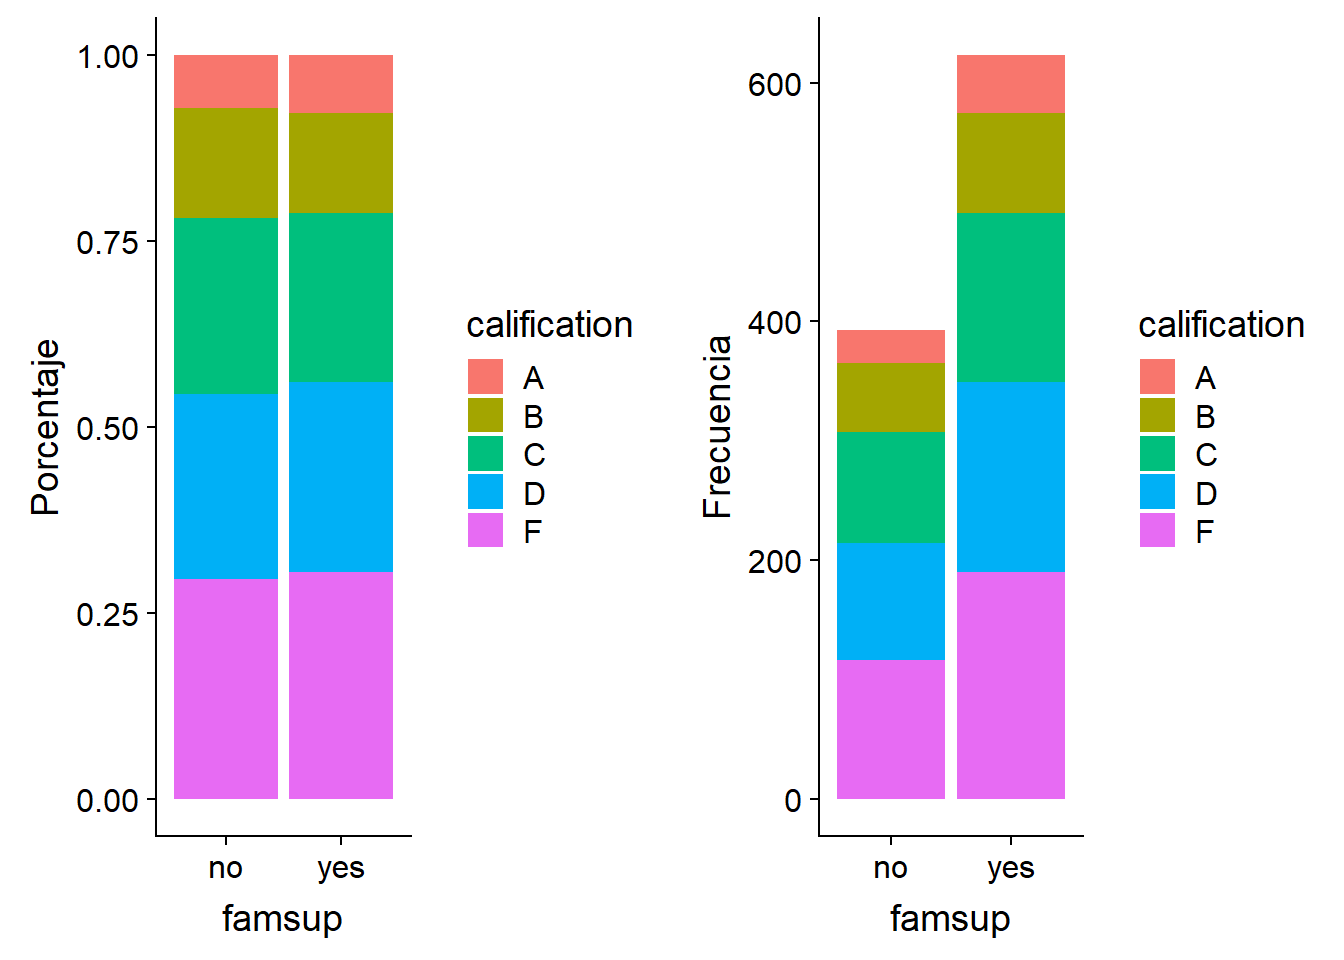 1.00
0.75
0.50
0.25
0.00
Porcentaje
no yes
famsup
calification
A
B
C
D
F
600
400
200
0
Frecuencia
no yes
famsup
calification
A
B
C
D
F